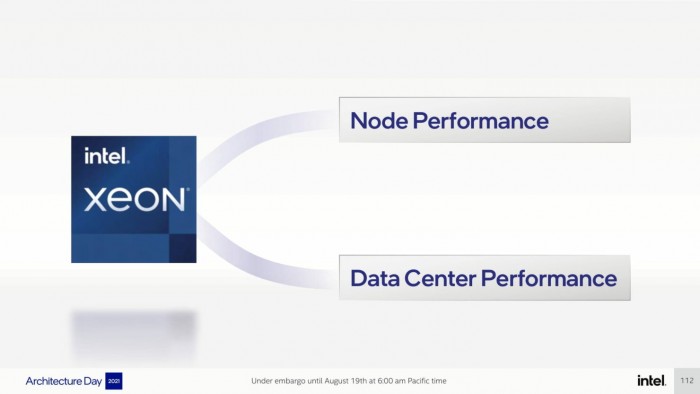 Node Performance
intel.
xeon
Data Center Performance
Architecture Day 2021
Under embargo until August 19th at 6:00 am Pacific time
intel.
112